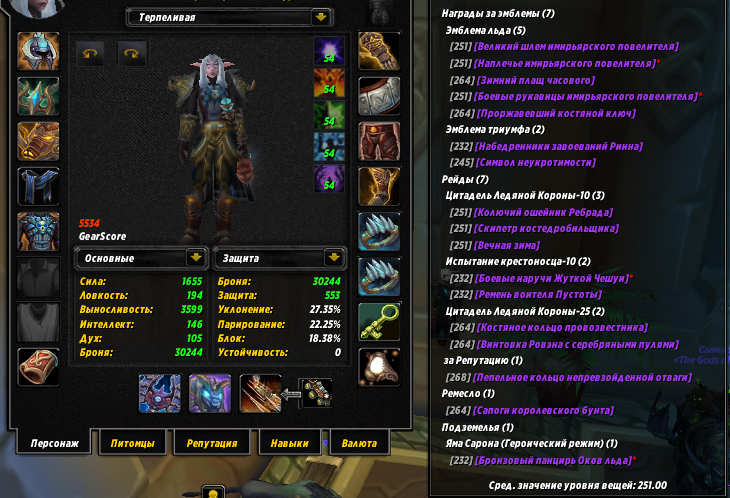 Терпеливая
54
54
54
54
54
5534
GearScore
Основные
Защита
Сила: 1655
Ловкость: 194
Выносливость: 3599
Интеллект: 146
Дух: 105
Броня: 30244
Броня: 30244
Защита: 553
Уклонение: 27.35%
Парирование: 22.25%
Блок: 18.38%
Устойчивость: 0
Персонаж
Питомцы
Репутация
Навыки
Валюта
Награды за эмблемы (7)
Эмблема льда (5)
[251] [Великий шлем имирьярского повелителя]
[251] [Наплечье имирьярского повелителя]*
[264] [Зимний плащ часового]
[251] [Боевые рукавицы имирьярского повелителя]*
[264] [Проржавевший костяной ключ]
Эмблема триумфа (2)
[232] [Набедренники завоеваний Ринна]
[245] [Символ неукротимости]
Рейды (7)
Цитадель Ледяной Короны-10 (3)
[251] [Колючий ошейник Ребрада]
[251] [Скипетр костедробильщика]
[251] [Вечная зима]
Испытание крестоносца-10 (2)
[232] [Боевые наручи Жуткой Чешуи]*
[232] [Ремень воителя Пустоты]
Цитадель Ледяной Короны-25 (2)
[264] [Костяное кольцо провозвестника]
[264] [Винтовка Ровэна с серебряными пулями]
за Репутацию (1)
[268] [Пепельное кольцо непревзойденной отваги]
Ремесло (1)
[264] [Сапоги королевского бунта]
Подземелья (1)
Яма Сарона (Героический режим) (1)
[232] [Бронзовый панцирь Оков льда]*
Сред. значение уровня вещей: 251.00